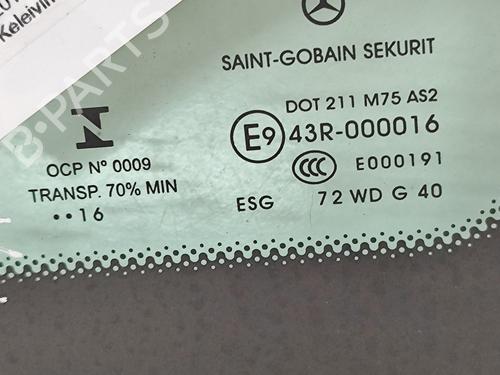 Keleivin
B-PARTS
SAINT-GOBAIN SEKURIT
DOT 211 M75 AS2
E9 43R-000016
CCC E000191
ESG 72 WD G 40
N
OCP Nº 0009
TRANSP. 70% MIN
••16